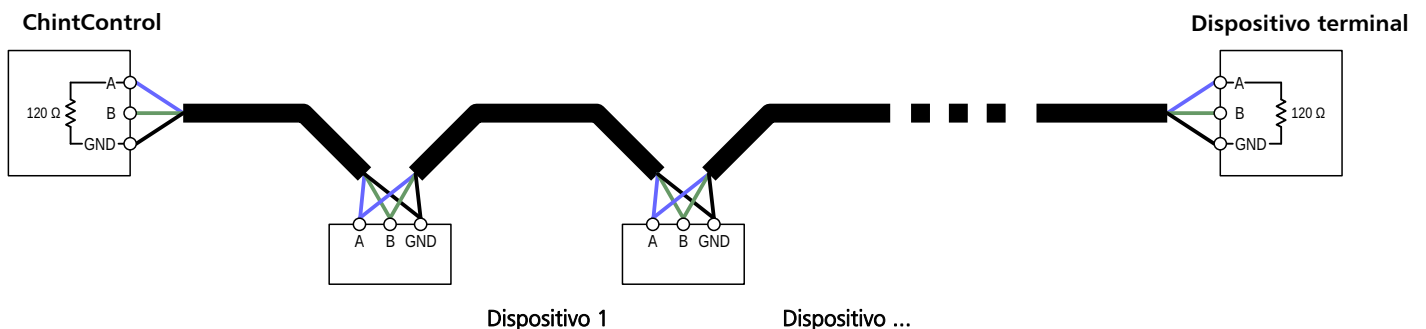 ChintControl
Dispositivo terminal
A
120 Ω
B
GND
A
B
120 Ω
GND
A B GND
A B GND
Dispositivo 1
Dispositivo ...